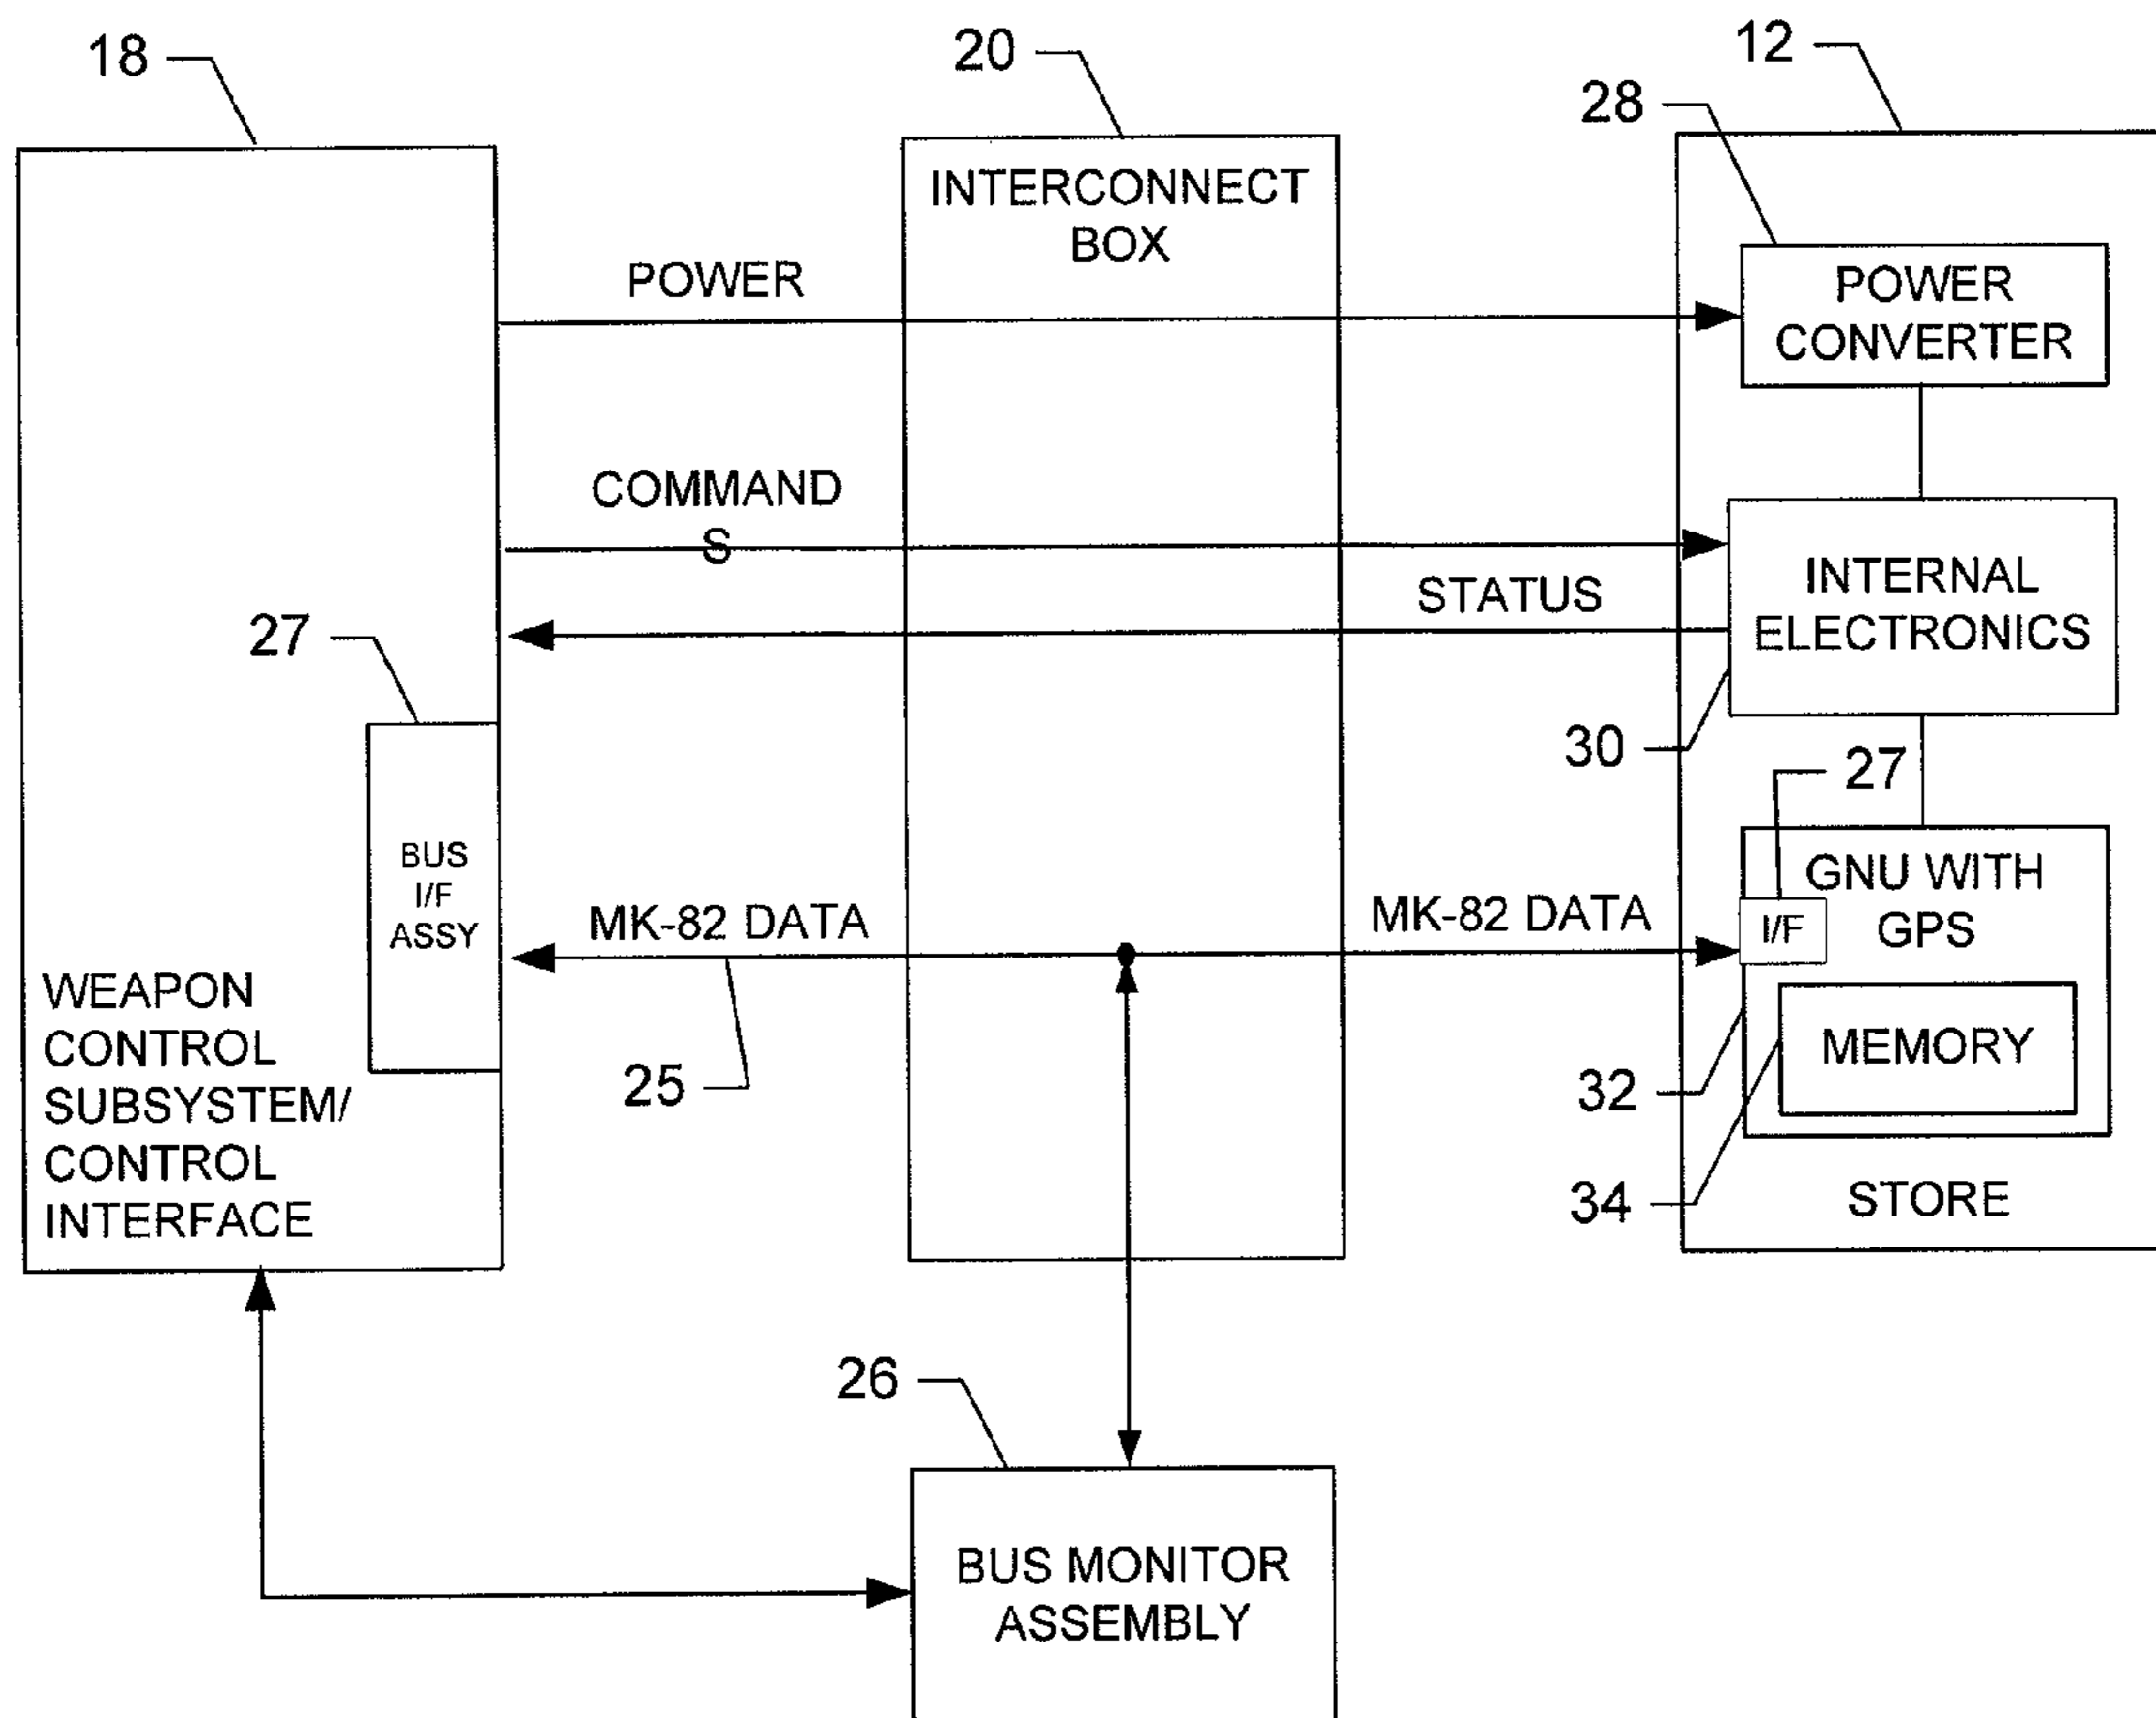 18
20
12
28
INTERCONNECT
BOX
POWER
POWER
CONVERTER
COMMAND
S
STATUS
INTERNAL
ELECTRONICS
27
30
27
BUS
I/F
ASSY
MK-82 DATA
MK-82 DATA
I/F
GNU WITH
GPS
MEMORY
WEAPON
CONTROL
SUBSYSTEM/
CONTROL
INTERFACE
25
32
34
STORE
26
BUS MONITOR
ASSEMBLY